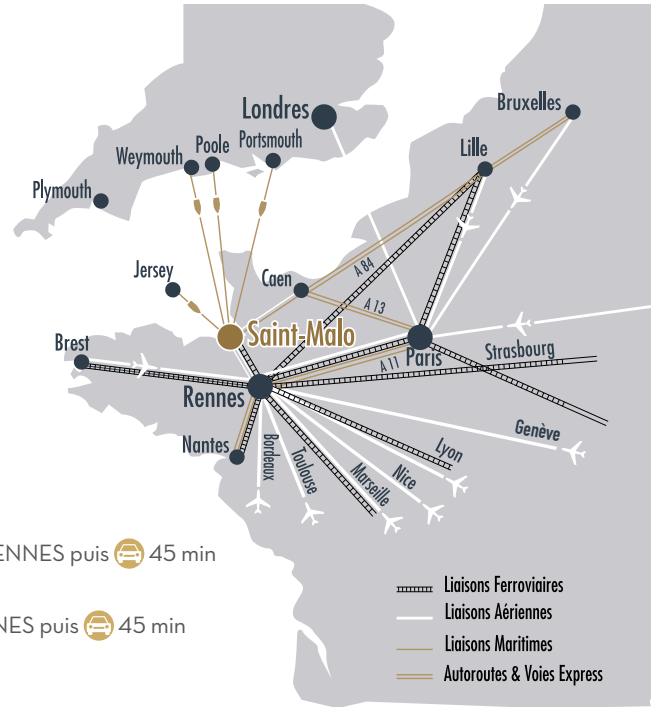 Londres
Bruxelles
Portsmouth
Poole
Weymouth
Lille
Plymouth
Jersey
Caen
A 84
A 13
Saint-Malo
Brest
Paris
Strasbourg
A 11
Rennes
Genève
Nantes
Lyon
Bordeaux
Toulouse
Marseille
Nice
ENNES puis 45 min
NES puis 45 min
Liaisons Ferroviaires
Liaisons Aériennes
Liaisons Maritimes
Autoroutes & Voies Express